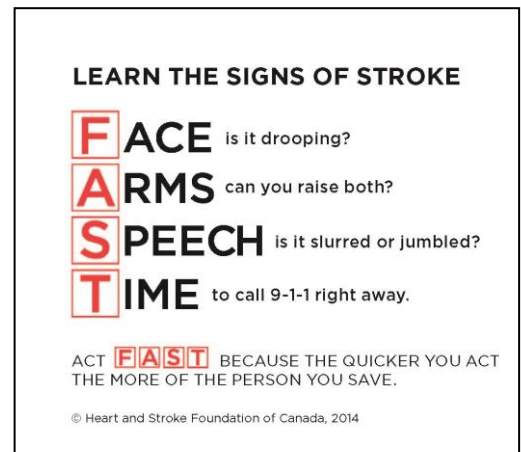 LEARN THE SIGNS OF STROKE
FACE is it drooping?
ARMS can you raise both?
SPEECH is it slurred or jumbled?
TIME to call 9-1-1 right away.
ACT FAST BECAUSE THE QUICKER YOU ACT
THE MORE OF THE PERSON YOU SAVE.
© Heart and Stroke Foundation of Canada, 2014